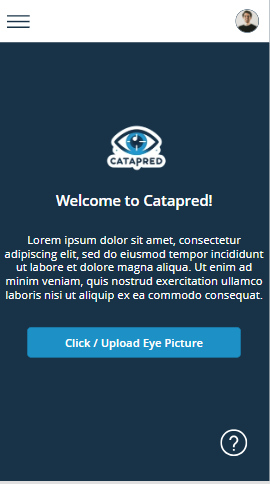 CATAPRED
Welcome to Catapred!
Lorem ipsum dolor sit amet, consectetur
adipiscing elit, sed do eiusmod tempor incididunt
ut labore et dolore magna aliqua. Ut enim ad
minim veniam, quis nostrud exercitation ullamco
laboris nisi ut aliquip ex ea commodo consequat.
Click / Upload Eye Picture
?